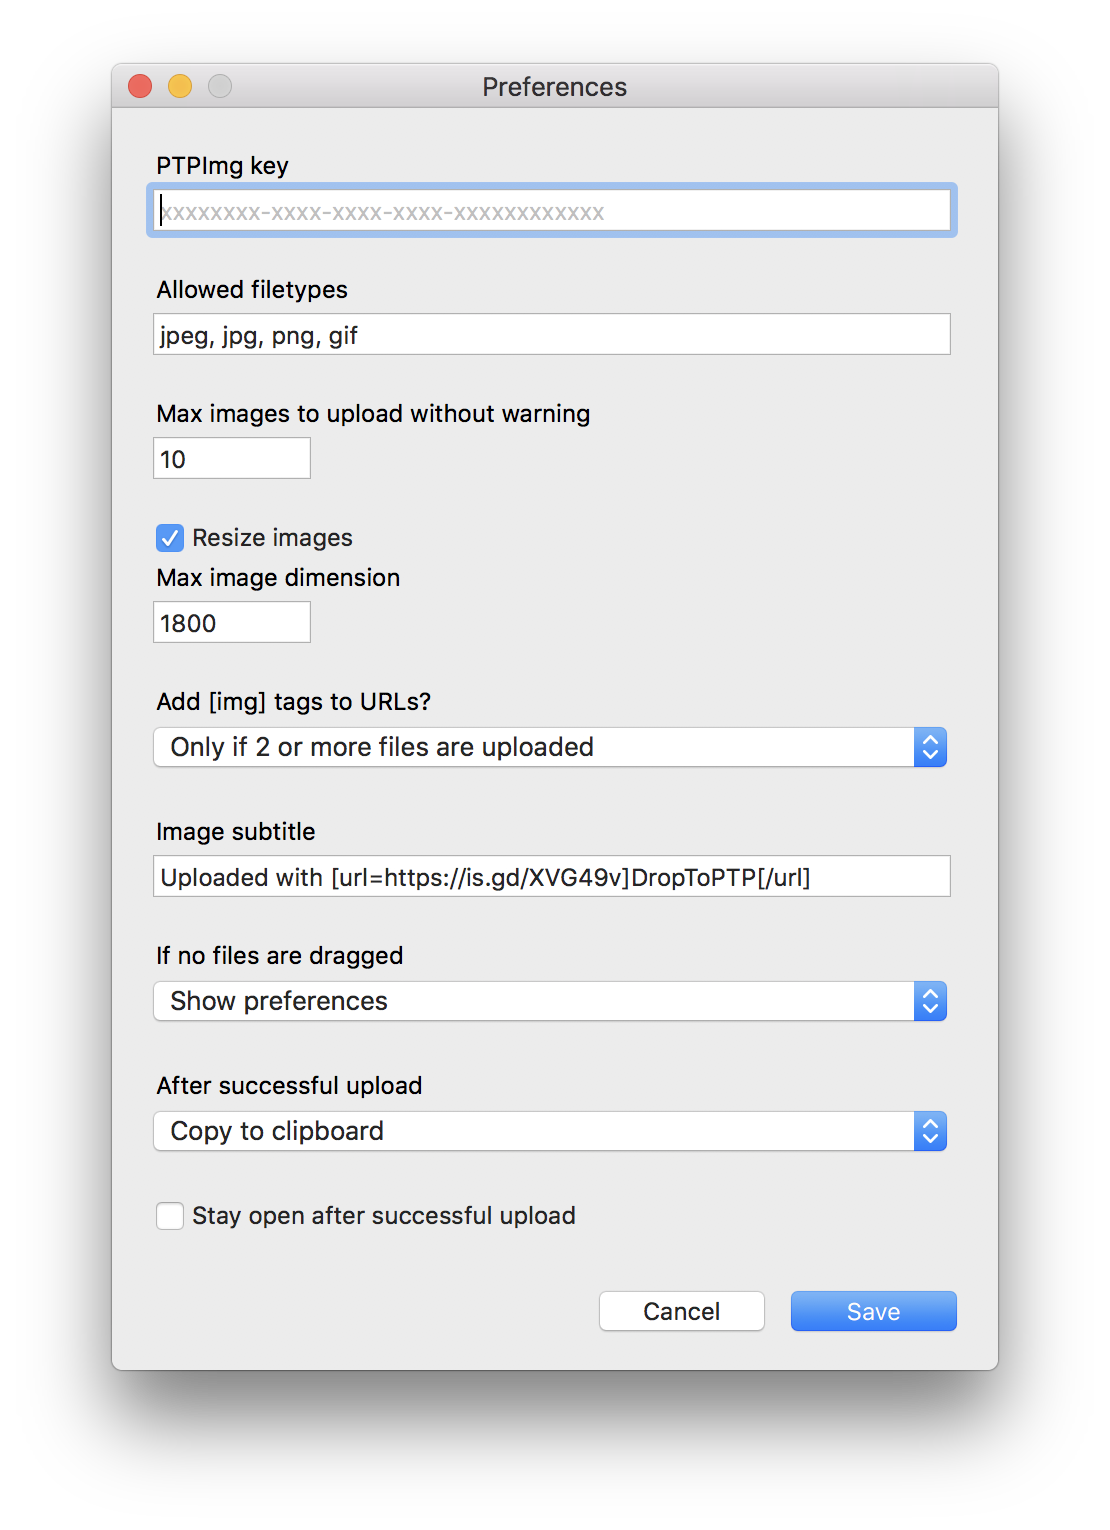 Preferences
PTPImg key
xxxxxxxx-xxxx-xxxx-xxxx-xxxxxxxxxxxx
Allowed filetypes
jpeg, jpg, png, gif
Max images to upload without warning
10
Resize images
Max image dimension
1800
Add [img] tags to URLs?
Only if 2 or more files are uploaded
Image subtitle
Uploaded with [url=https://is.gd/XVG49v]DropToPTP[/url]
If no files are dragged
Show preferences
After successful upload
Copy to clipboard
Stay open after successful upload
Cancel Save